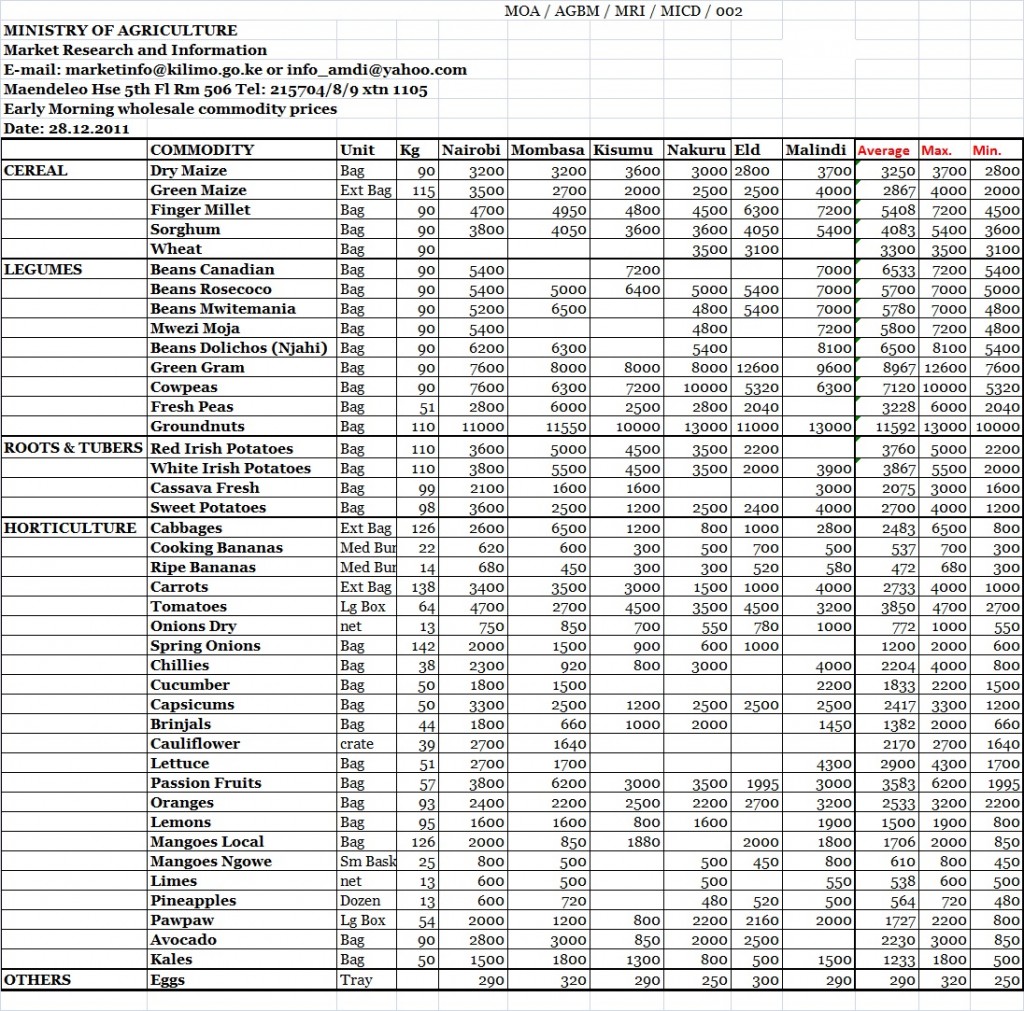 MOA / AGBM / MRI / MICD / 002
MINISTRY OF AGRICULTURE
Market Research and Information
E-mail: marketinfo@kilimo.go.ke or info_amdi@yahoo.com
Maendeleo Hse 5th Fl Rm 506 Tel: 215704/8/9 xtn 1105
Early Morning wholesale commodity prices
Date: 28.12.2011
COMMODITY Unit Kg Nairobi Mombasa Kisumu Nakuru Eld Malindi Average Max. Min.
CEREAL Dry Maize Bag 90 3200 3200 3600 3000 2800 3700 3250 3700 2800
Green Maize Ext Bag 115 3500 2700 2000 2500 2500 4000 2867 4000 2000
Finger Millet Bag 90 4700 4950 4800 4500 6300 7200 5408 7200 4500
Sorghum Bag 90 3800 4050 3600 3600 4050 5400 4083 5400 3600
Wheat Bag 90 3500 3100 3300 3500 3100
LEGUMES Beans Canadian Bag 90 5400 7200 7000 6533 7200 5400
Beans Rosecoco Bag 90 5400 5000 6400 5000 5400 7000 5700 7000 5000
Beans Mwitemania Bag 90 5200 6500 4800 5400 7000 5780 7000 4800
Mwezi Moja Bag 90 5400 4800 7200 5800 7200 4800
Beans Dolichos (Njahi) Bag 90 6200 6300 5400 8100 6500 8100 5400
Green Gram Bag 90 7600 8000 8000 8000 12600 9600 8967 12600 7600
Cowpeas Bag 90 7600 6300 7200 10000 5320 6300 7120 10000 5320
Fresh Peas Bag 51 2800 6000 2500 2800 2040 3228 6000 2040
Groundnuts Bag 110 11000 11550 10000 13000 11000 13000 11592 13000 10000
ROOTS & TUBERS Red Irish Potatoes Bag 110 3600 5000 4500 3500 2200 3760 5000 2200
White Irish Potatoes Bag 110 3800 5500 4500 3500 2000 3900 3867 5500 2000
Cassava Fresh Bag 99 2100 1600 1600 3000 2075 3000 1600
Sweet Potatoes Bag 98 3600 2500 1200 2500 2400 4000 2700 4000 1200
HORTICULTURE Cabbages Ext Bag 126 2600 6500 1200 800 1000 2800 2483 6500 800
Cooking Bananas Med Bur 22 620 600 300 500 700 500 537 700 300
Ripe Bananas Med Bur 14 680 450 300 300 520 580 472 680 300
Carrots Ext Bag 138 3400 3500 3000 1500 1000 4000 2733 4000 1000
Tomatoes Lg Box 64 4700 2700 4500 3500 4500 3200 3850 4700 2700
Onions Dry net 13 750 850 700 550 780 1000 772 1000 550
Spring Onions Bag 142 2000 1500 900 600 1000 1200 2000 600
Chillies Bag 38 2300 920 800 3000 4000 2204 4000 800
Cucumber Bag 50 1800 1500 2200 1833 2200 1500
Capsicums Bag 50 3300 2500 1200 2500 2500 2500 2417 3300 1200
Brinjals Bag 44 1800 660 1000 2000 1450 1382 2000 660
Cauliflower crate 39 2700 1640 2170 2700 1640
Lettuce Bag 51 2700 1700 4300 2900 4300 1700
Passion Fruits Bag 57 3800 6200 3000 3500 1995 3000 3583 6200 1995
Oranges Bag 93 2400 2200 2500 2200 2700 3200 2533 3200 2200
Lemons Bag 95 1600 1600 800 1600 1900 1500 1900 800
Mangoes Local Bag 126 2000 850 1880 2000 1800 1706 2000 850
Mangoes Ngowe Sm Bask 25 800 500 500 450 800 610 800 450
Limes net 13 600 500 500 550 538 600 500
Pineapples Dozen 13 600 720 480 520 500 564 720 480
Pawpaw Lg Box 54 2000 1200 800 2200 2160 2000 1727 2200 800
Avocado Bag 90 2800 3000 850 2000 2500 2230 3000 850
Kales Bag 50 1500 1800 1300 800 500 1500 1233 1800 500
OTHERS Eggs Tray 290 320 290 250 300 290 290 320 250